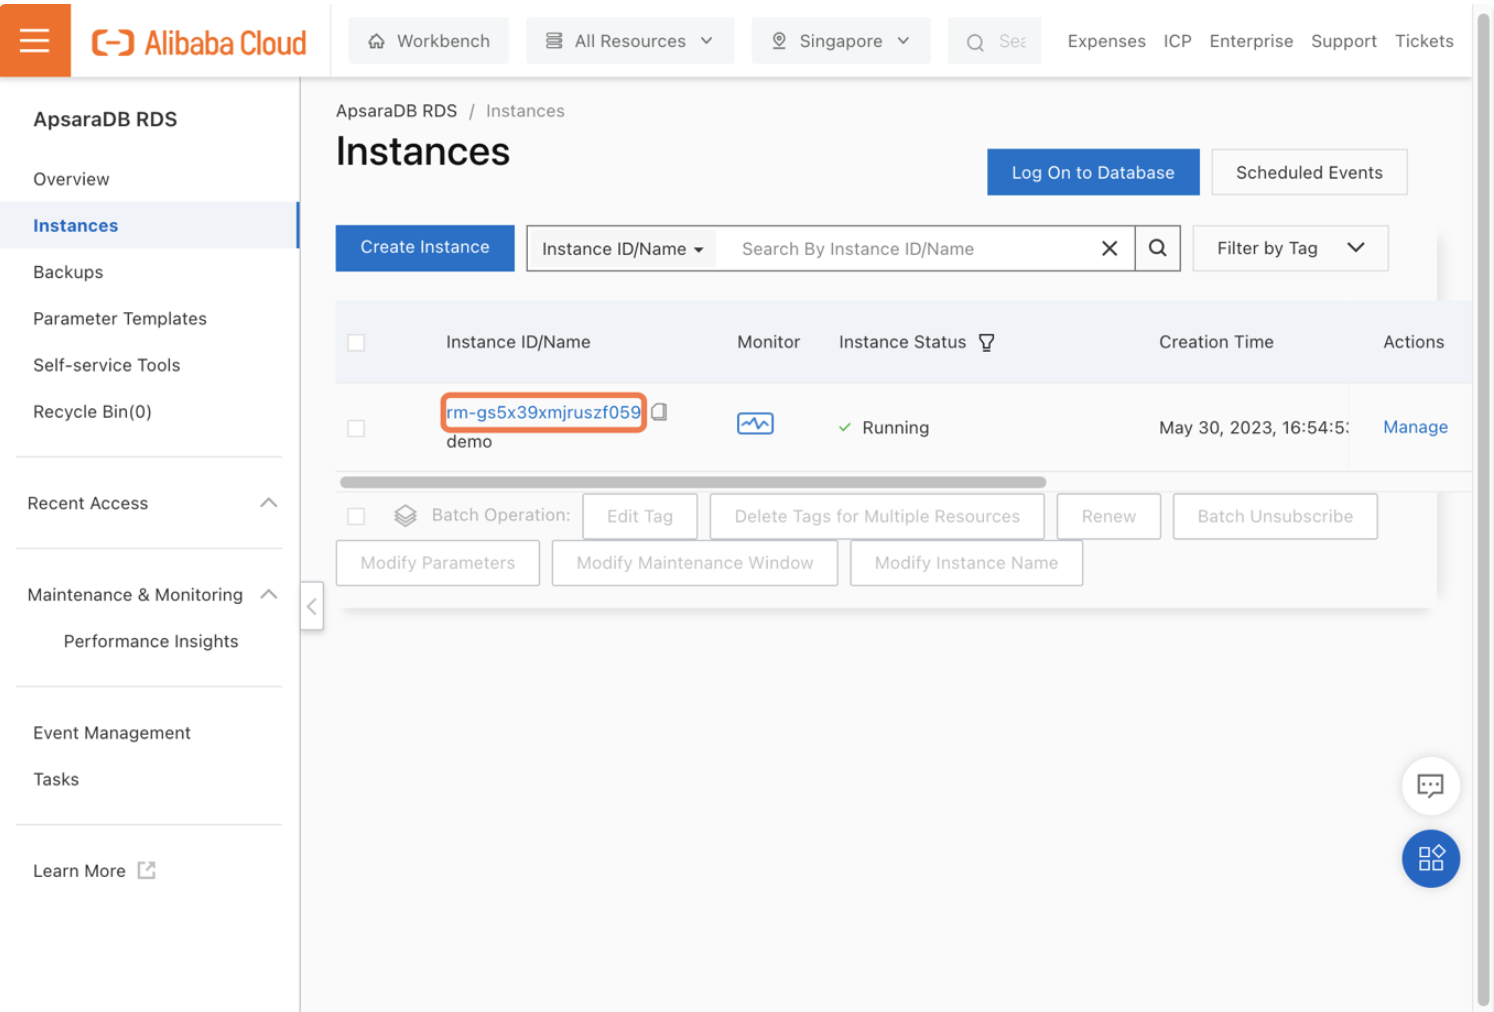 Alibaba Cloud
Workbench
All Resources
Singapore
Expenses
ICP
Enterprise
Support
Tickets
ApsaraDB RDS
Overview
Instances
Backups
Parameter Templates
Self-service Tools
Recycle Bin(0)
Recent Access
Maintenance & Monitoring
Performance Insights
Event Management
Tasks
Learn More
ApsaraDB RDS / Instances
Instances
Log On to Database
Scheduled Events
Create Instance
Instance ID/Name
Search By Instance ID/Name
Filter by Tag
Instance ID/Name Monitor Instance Status Creation Time Actions
rm-gs5x39xmjruszf059
demo
Running
May 30, 2023, 16:54:5
Manage
Batch Operation:
Edit Tag
Delete Tags for Multiple Resources
Renew
Batch Unsubscribe
Modify Parameters
Modify Maintenance Window
Modify Instance Name